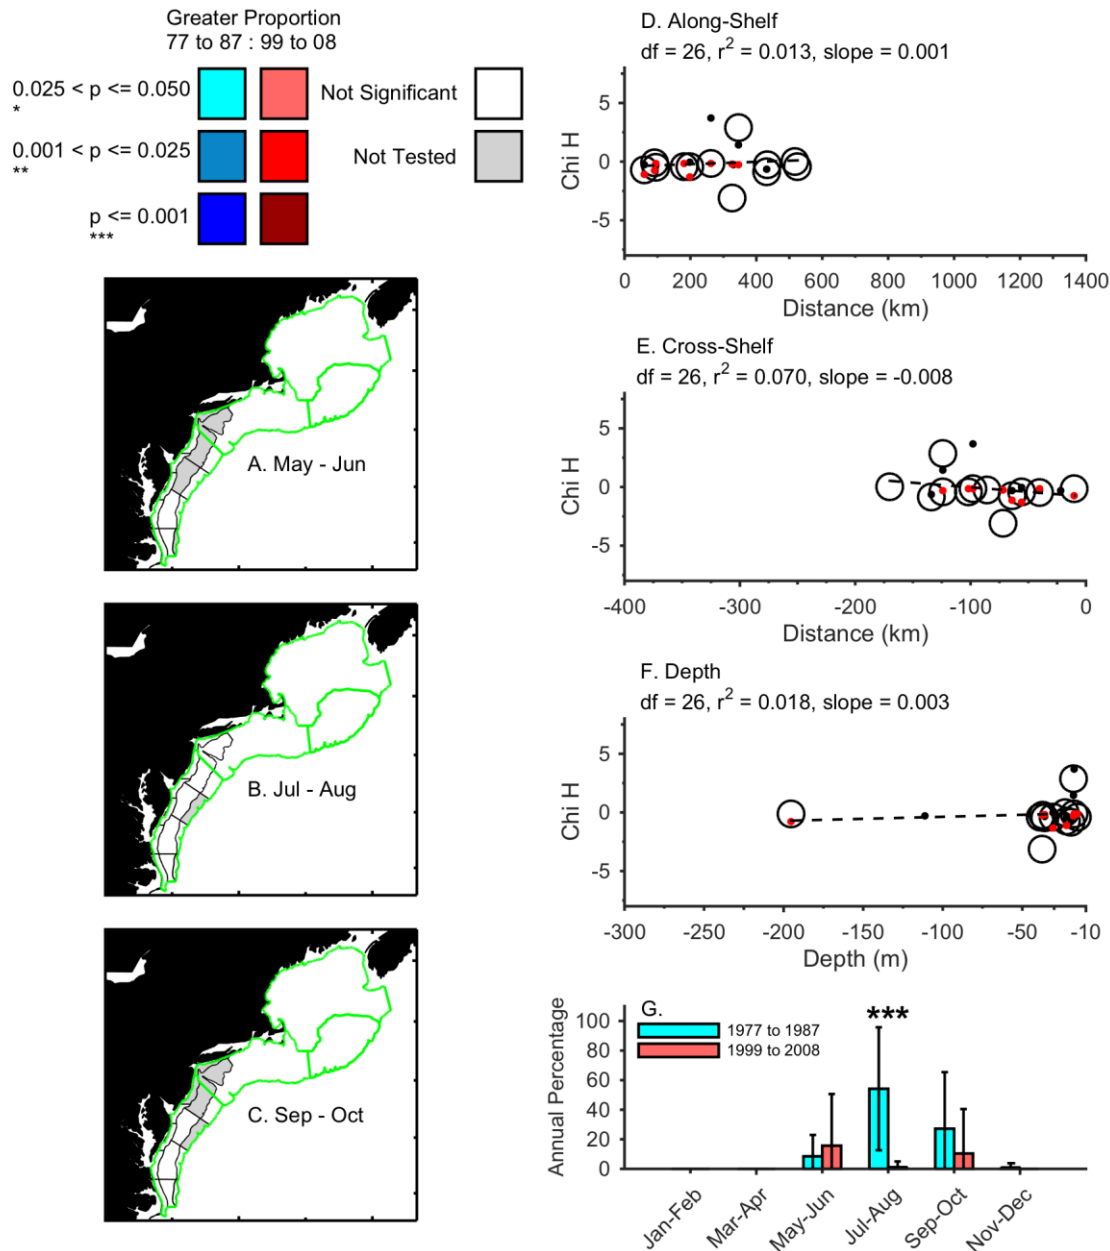 Greater Proportion
77 to 87 : 99 to 08
0.025 < p <= 0.050
*
Not Significant
0.001 < p <= 0.025
**
Not Tested
p <= 0.001
***
A. May - Jun
B. Jul - Aug
C. Sep - Oct
D. Along-Shelf
df = 26, r² = 0.013, slope = 0.001
5
0
-5
Chi H
0 200 400 600 800 1000 1200 1400
Distance (km)
E. Cross-Shelf
df = 26, r² = 0.070, slope = -0.008
5
0
-5
Chi H
-400 -300 -200 -100 0
Distance (km)
F. Depth
df = 26, r² = 0.018, slope = 0.003
5
0
-5
Chi H
-300 -250 -200 -150 -100 -50 -10
Depth (m)
G.
***
1977 to 1987
1999 to 2008
100
80
60
40
20
0
Annual Percentage
Jan-Feb Mar-Apr May-Jun Jul-Aug Sep-Oct Nov-Dec